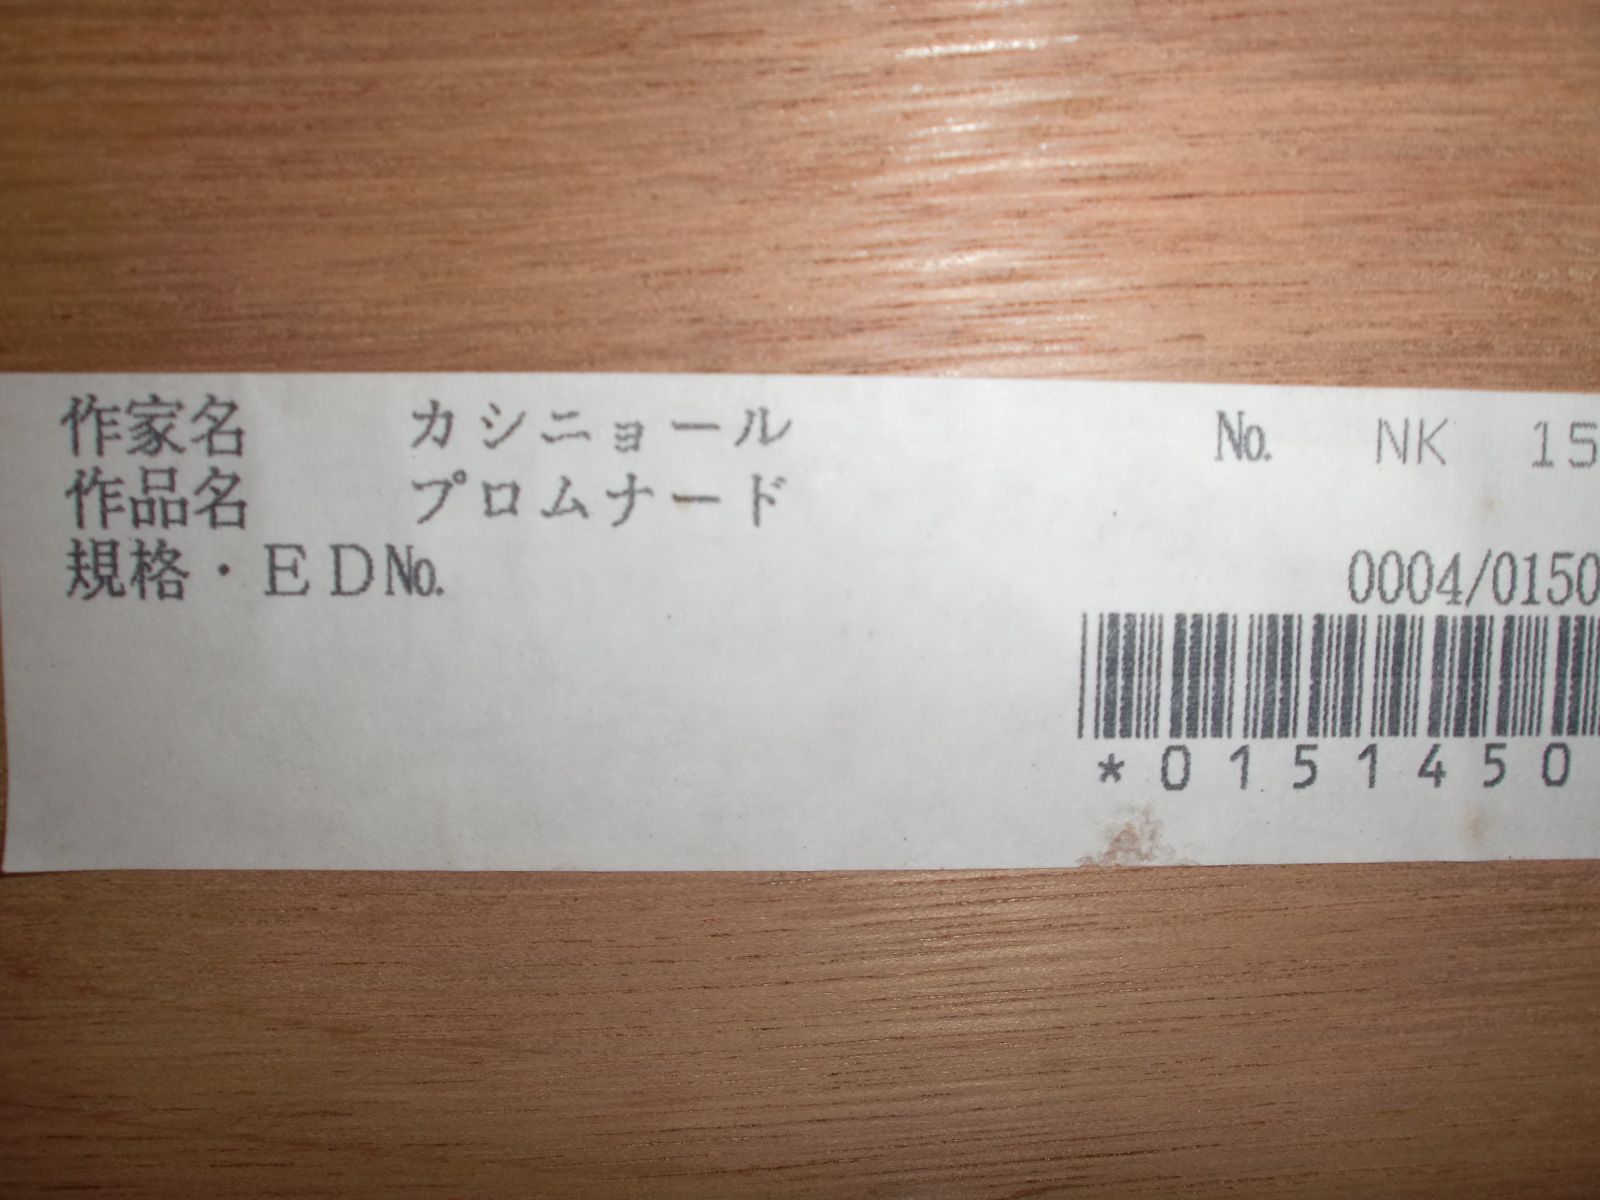 作家名 カシニョール № NK 15
作品名 プロムナード
規格・ED№ 0004/0150
*0151450